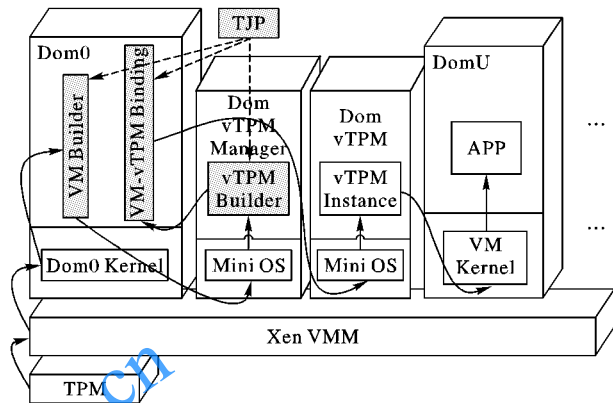 TJP
Dom0
DomU
VM Builder
VM-vTPM Binding
Dom
vTPM
Manager
Dom
vTPM
vTPM
Builder
vTPM
Instance
APP
...
...
Dom0 Kernel
Mini OS
Mini OS
VM
Kernel
Xen VMM
TPM
cn